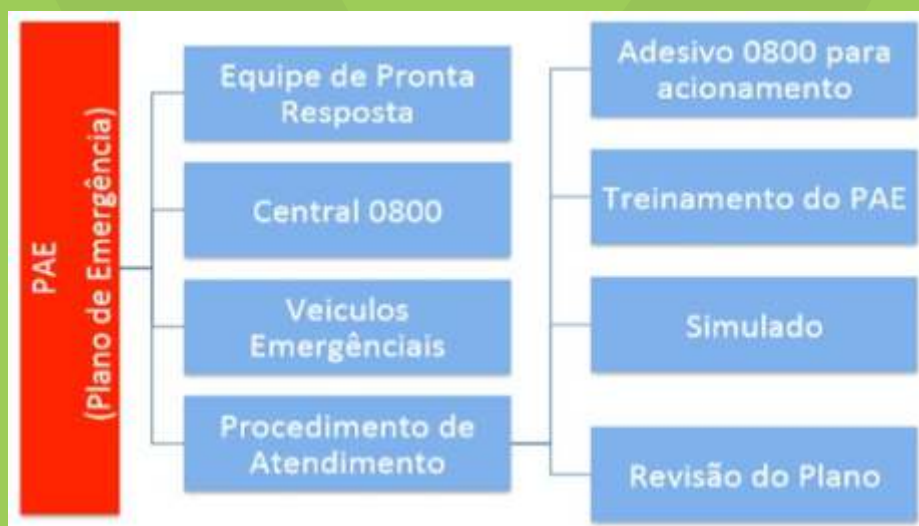 PAE
(Plano de Emergência)
Equipe de Pronta
Resposta
Central 0800
Veiculos
Emergênciais
Procedimento de
Atendimento
Adesivo 0800 para
acionamento
Treinamento do PAE
Simulado
Revisão do Plano